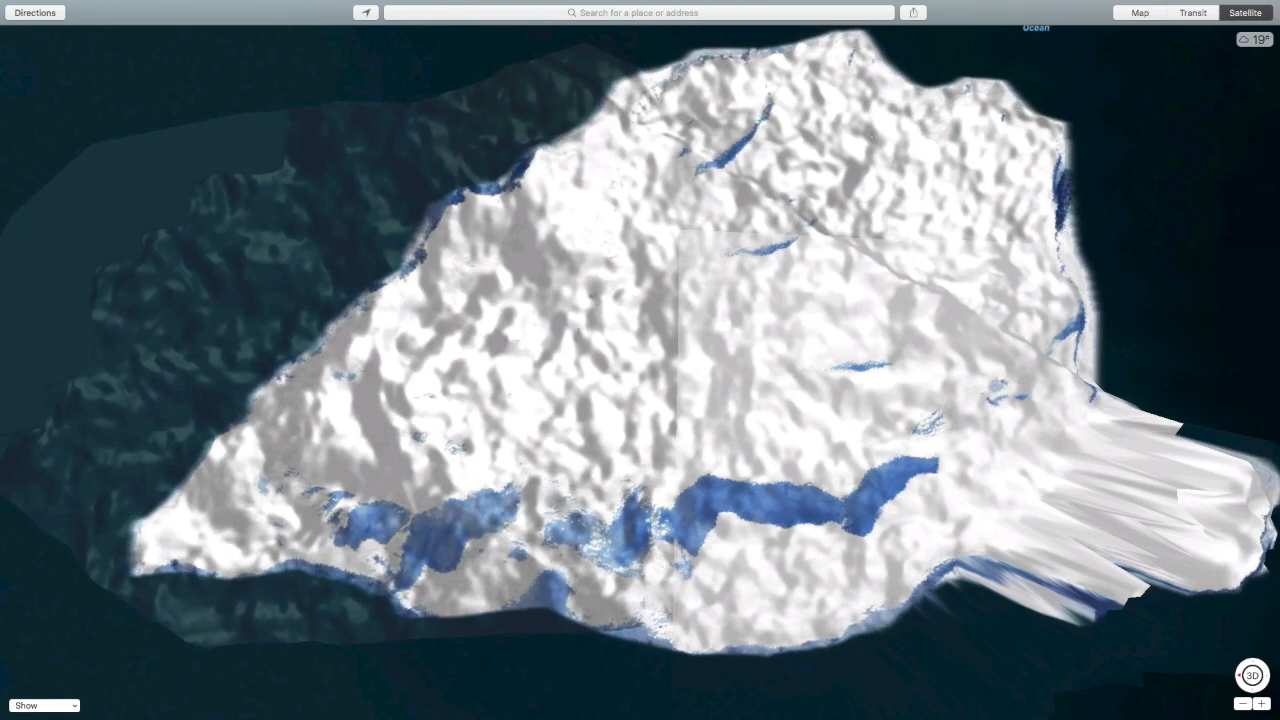 Directions
Search for a place or address
Map
Transit
Satellite
Ocean
19°
3D
Show